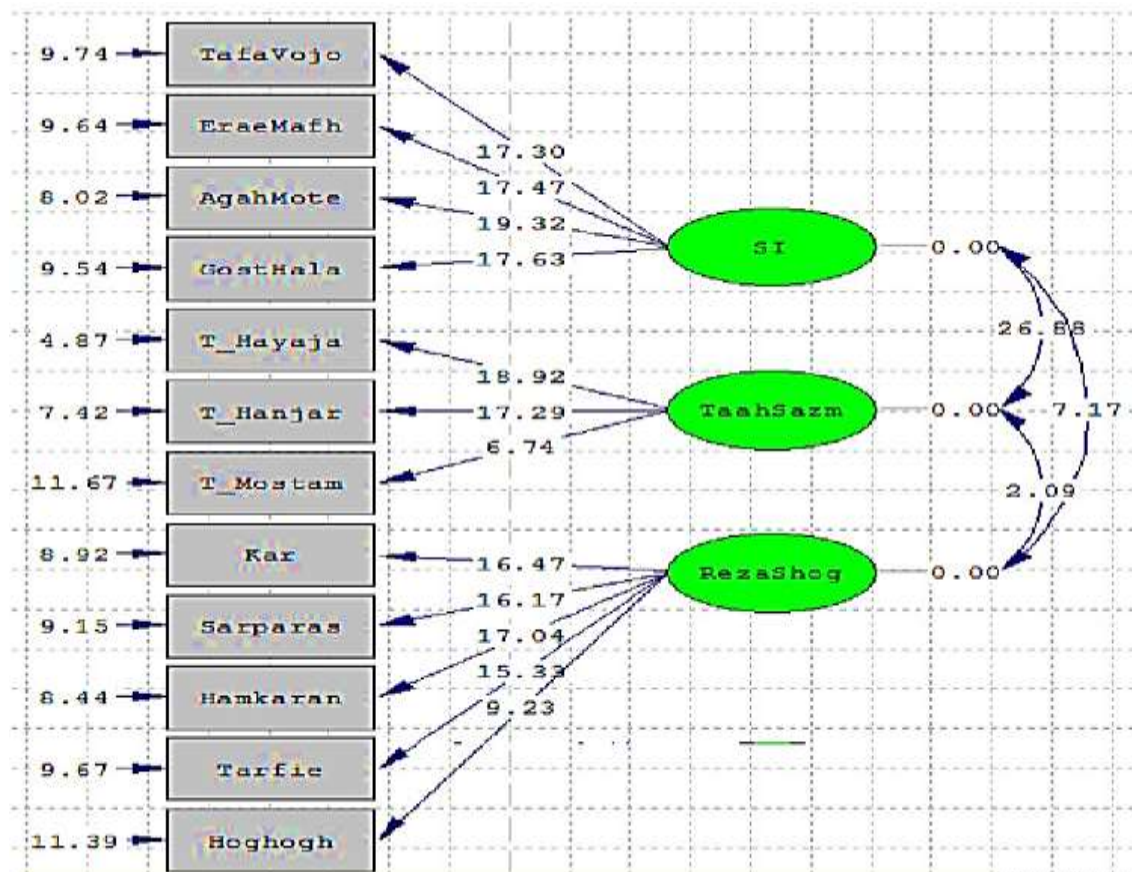 9.74 TafaVojo
9.64 EraeMafh
8.02 AgahMote
9.54 GostHala
4.87 T_Hayaja
7.42 T_Hanjar
11.67 T_Mostam
8.92 Kar
9.15 Sarparas
8.44 Hamkaran
9.67 Tarfie
11.39 Hoghogh
17.30
17.47
19.32
17.63
18.92
17.29
6.74
16.47
16.17
17.04
15.33
9.23
SI 0.00
TaahSazm 0.00
RezaShog 0.00
26.88
7.17
2.09